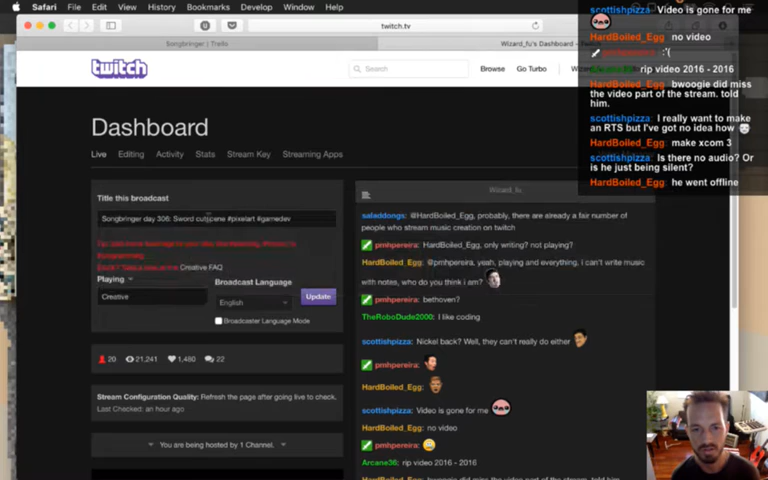 Safari File Edit View History Bookmarks Develop Window Help
twitch.tv
Songbringer | Trello
Wizard_fu's Dashboard
twitch
Search
Browse Go Turbo
Dashboard
Live Editing Activity Stats Stream Key Streaming Apps
Title this broadcast
Songbringer day 306: Sword cutscene #pixelart #gamedev
Creative FAQ
Playing
Broadcast Language
Creative
English
Update
Broadcaster Language Mode
20 21,241 1,480 22
Stream Configuration Quality: Refresh the page after going live to check.
Last Checked: an hour ago
You are being hosted by 1 Channel.
Wizard_fu
saladdongs: @HardBoiled_Egg, probably, there are already a fair number of
people who stream music creation on twitch
pmhpereira: HardBoiled_Egg, only writing? not playing?
HardBoiled_Egg: @pmhpereira, yeah, playing and everything, i can't write music
with notes, who do you think i am?
pmhpereira: bethoven?
TheRoboDude2000: I like coding
scottishpizza: Nickel back? Well, they can't really do either
pmhpereira:
HardBoiled_Egg:
scottishpizza: Video is gone for me
HardBoiled_Egg: no video
pmhpereira:
Arcane36: rip video 2016 - 2016
scottishpizza: Video is gone for me
HardBoiled_Egg: no video
pmhpereira: :'(
rip video 2016 - 2016
HardBoiled_Egg: bwoogie did miss
the video part of the stream. told
him.
scottishpizza: I really want to make
an RTS but I've got no idea how
HardBoiled_Egg: make xcom 3
scottishpizza: Is there no audio? Or
is he just being silent?
HardBoiled_Egg: he went offline